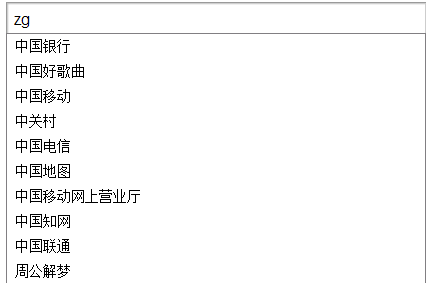 zg
中国银行
中国好歌曲
中国移动
中关村
中国电信
中国地图
中国移动网上营业厅
中国知网
中国联通
周公解梦